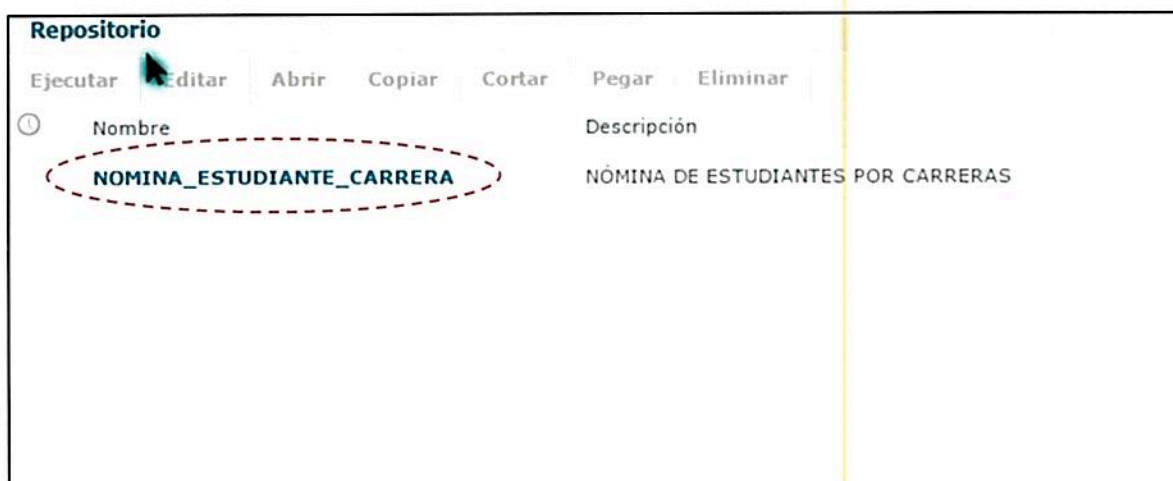 Repositorio
Ejecutar Editar Abrir Copiar Cortar Pegar Eliminar
Nombre Descripción
NOMINA_ESTUDIANTE_CARRERA NÓMINA DE ESTUDIANTES POR CARRERAS